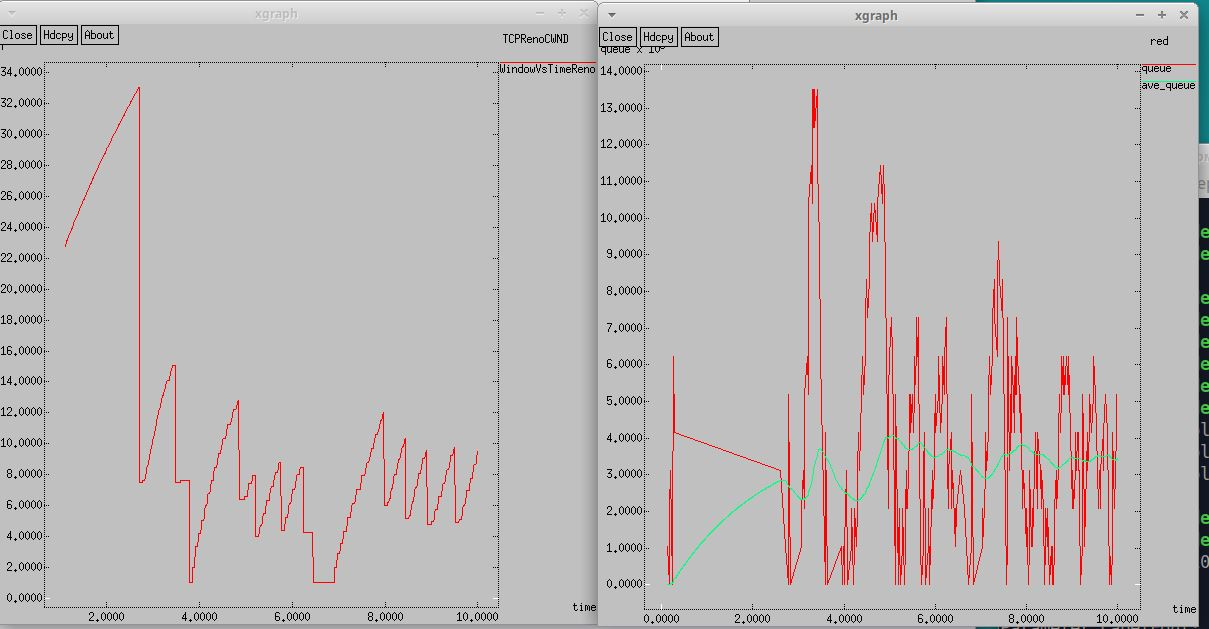 xgraph
Close Hdcpy About
TCPRenoCWND
WindowVsTimeReno
34.0000
32.0000
30.0000
28.0000
26.0000
24.0000
22.0000
20.0000
18.0000
16.0000
14.0000
12.0000
10.0000
8.0000
6.0000
4.0000
2.0000
0.0000
time
2.0000 4.0000 6.0000 8.0000 10.0000
xgraph
Close Hdcpy About
queue x 10
red
queue
ave_queue
14.0000
13.0000
12.0000
11.0000
10.0000
9.0000
8.0000
7.0000
6.0000
5.0000
4.0000
3.0000
2.0000
1.0000
0.0000
time
0.0000 2.0000 4.0000 6.0000 8.0000 10.0000